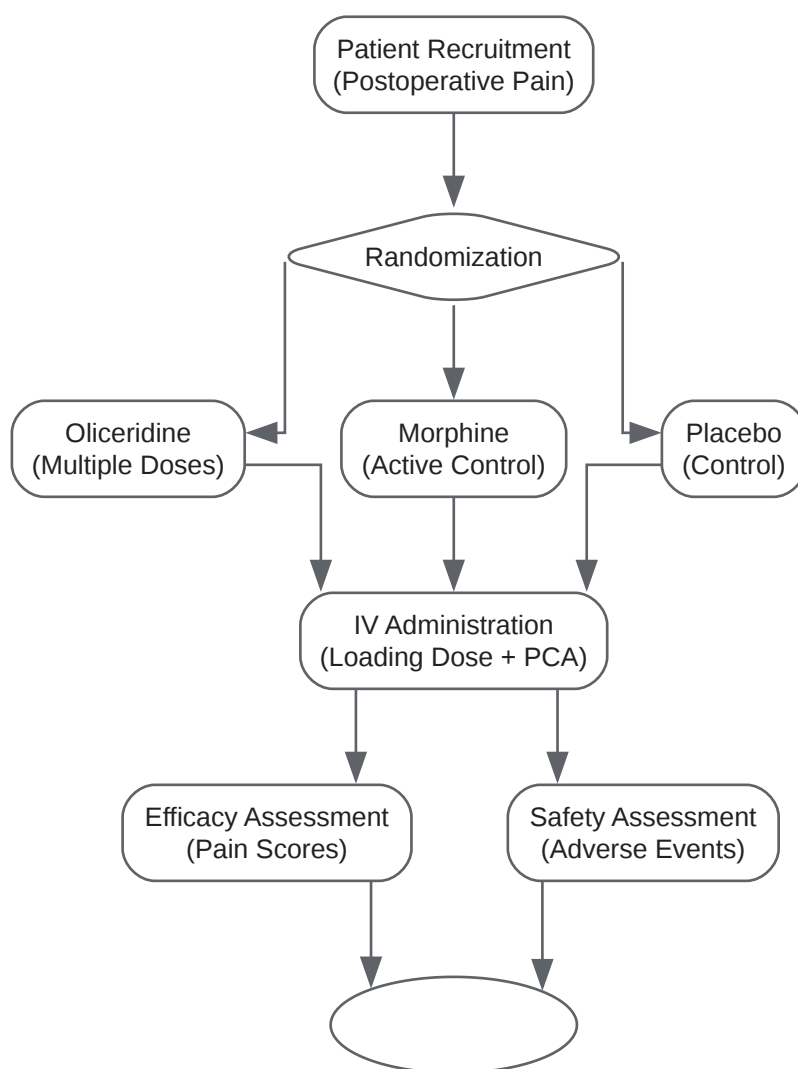 Patient Recruitment
(Postoperative Pain)
Randomization
Oliceridine
(Multiple Doses)
Morphine
(Active Control)
Placebo
(Control)
IV Administration
(Loading Dose + PCA)
Efficacy Assessment
(Pain Scores)
Safety Assessment
(Adverse Events)